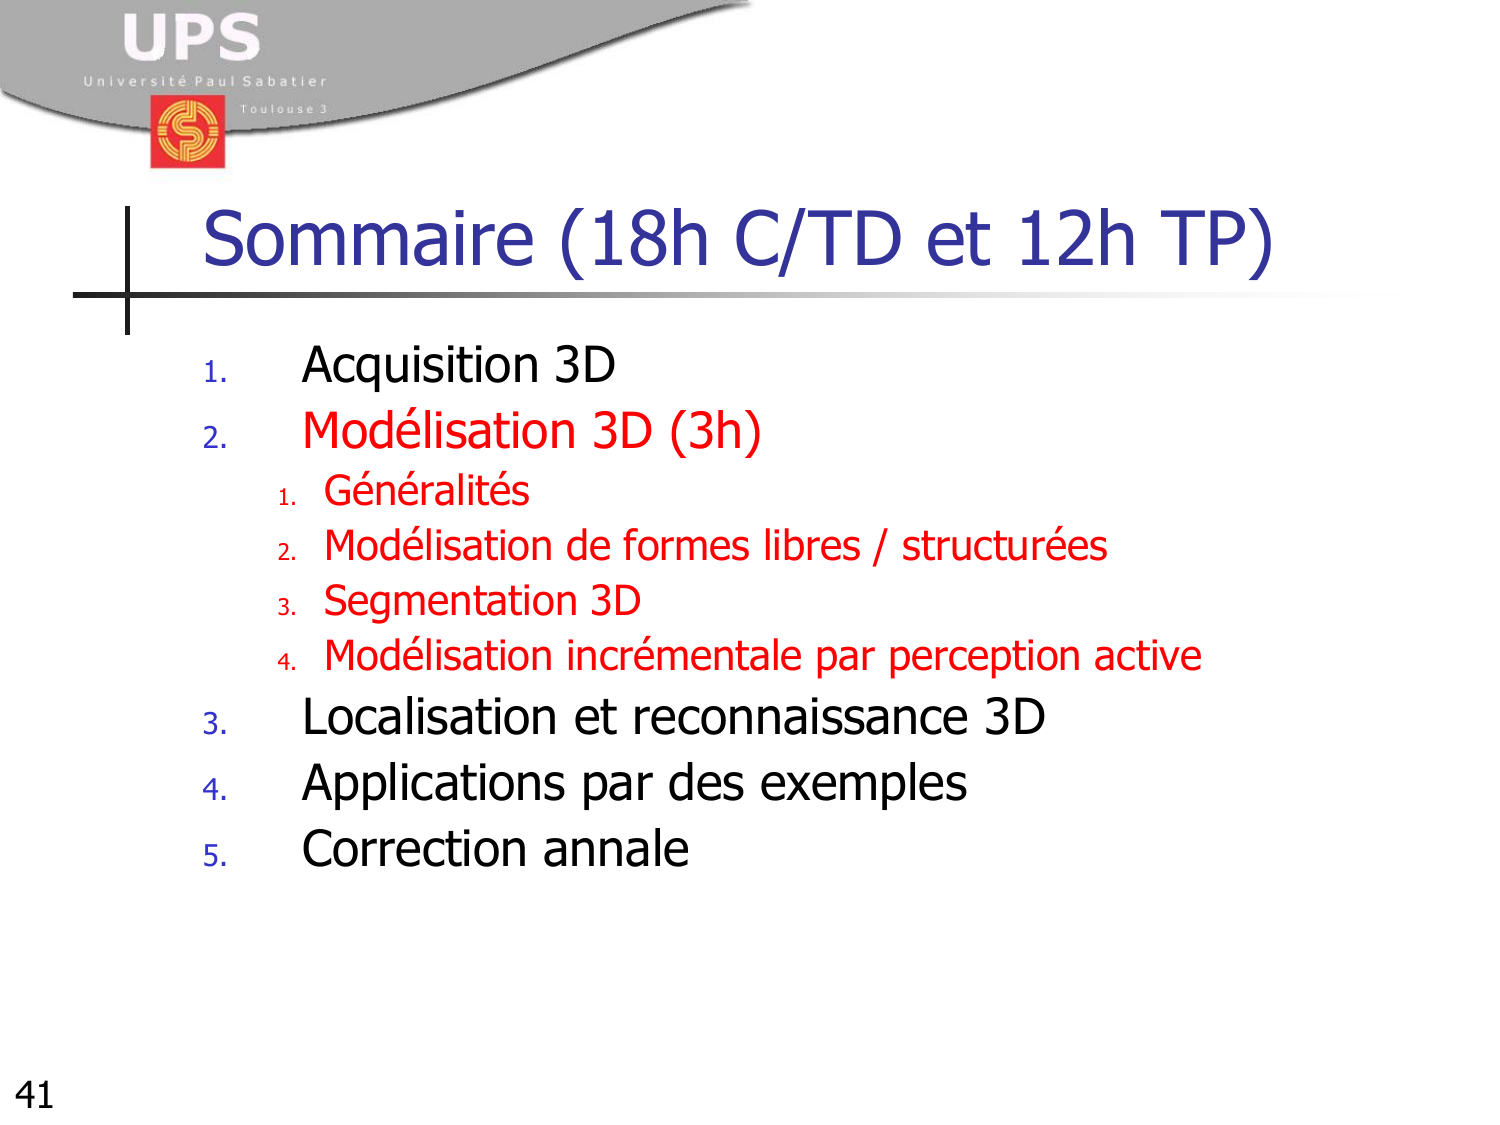 UPS
Université Paul Sabatier
Toulouse 3
Sommaire (18h C/TD et 12h TP)
1. Acquisition 3D
2. Modélisation 3D (3h)
1. Généralités
2. Modélisation de formes libres / structurées
3. Segmentation 3D
4. Modélisation incrémentale par perception active
3. Localisation et reconnaissance 3D
4. Applications par des exemples
5. Correction annale
41